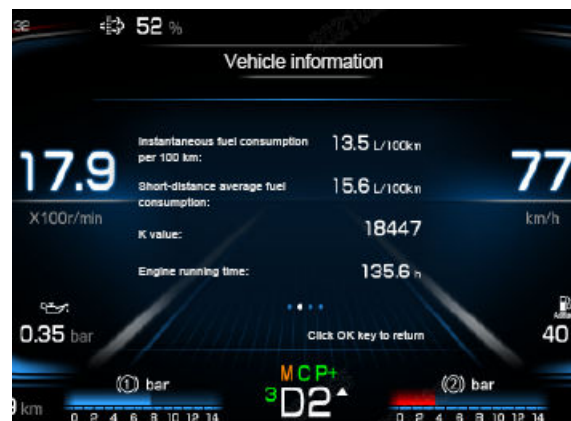 52 %
Vehicle information
Instantaneous fuel consumption
per 100 km:
13.5 L/100km
17.9
77
Short-distance average fuel
consumption:
15.6 L/100km
X100r/min
km/h
K value:
18447
Engine running time:
135.6 h
0.35 bar
40
Click OK key to return
M C P+
(1) bar
3 D2
(2) bar
km
0 2 4 6 8 10 12 14
0 2 4 6 8 10 12 14